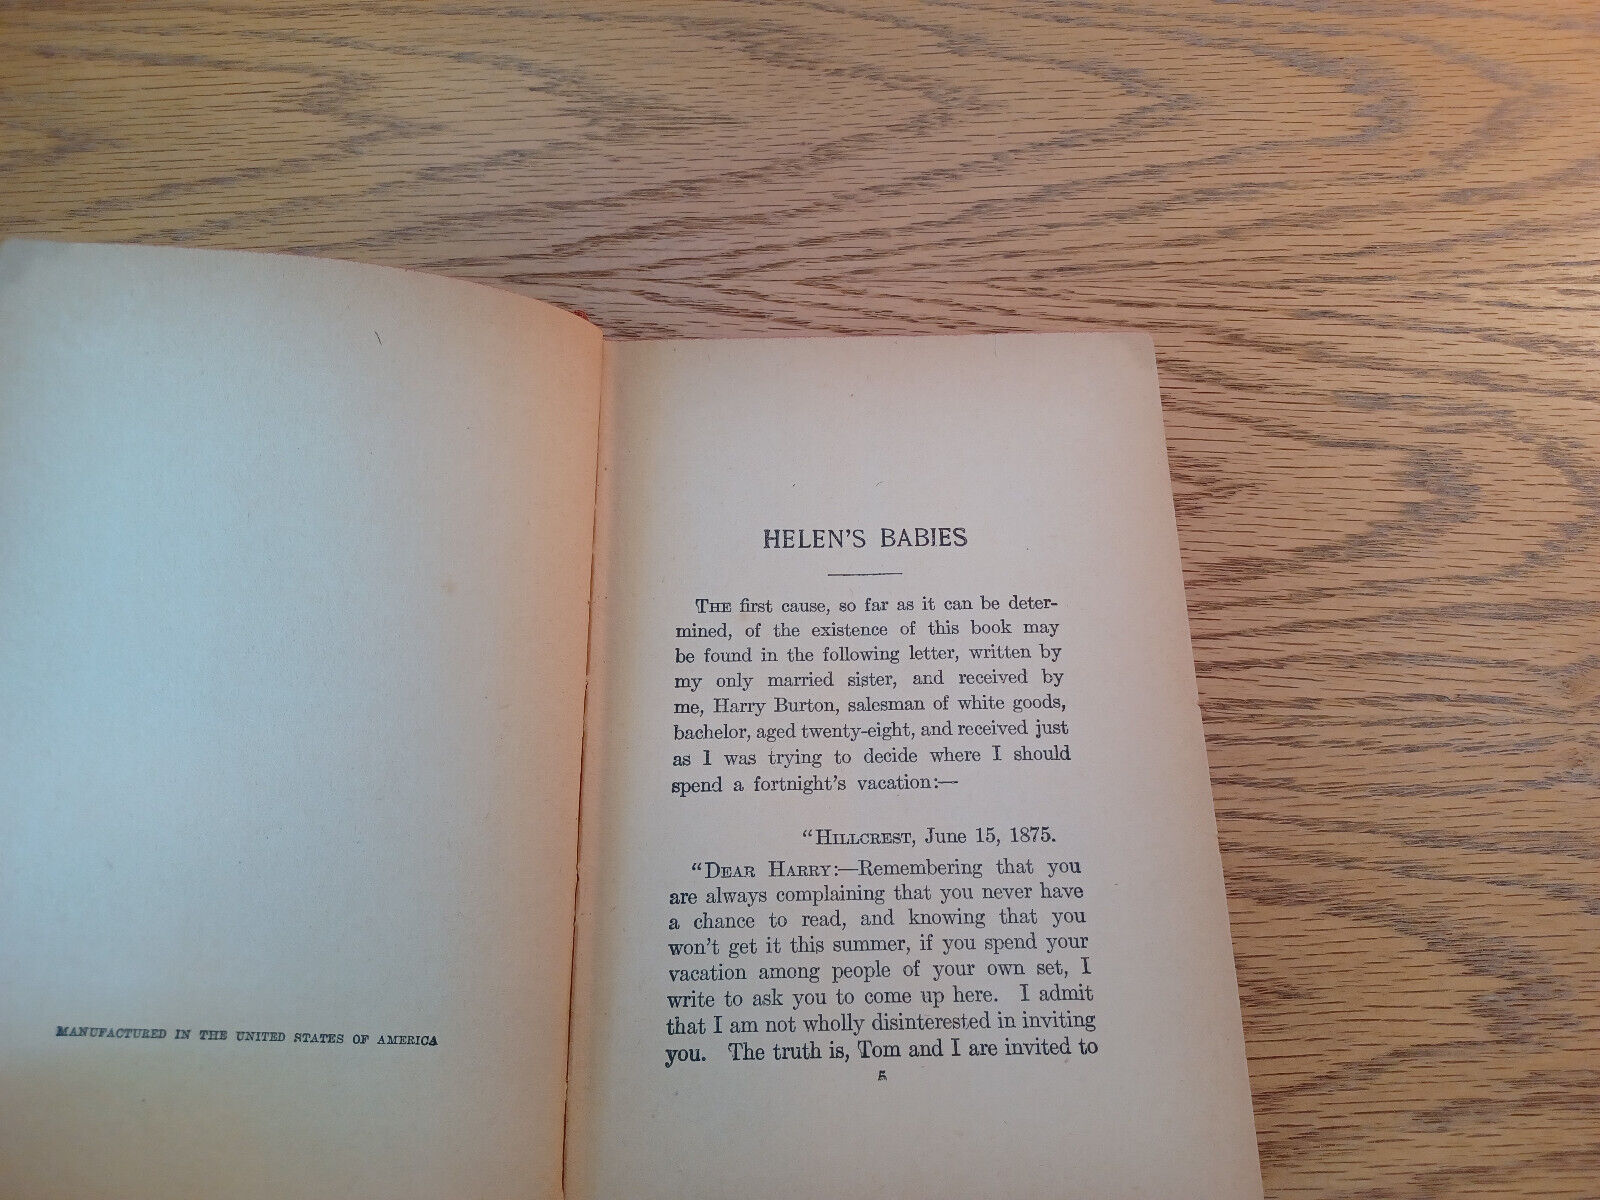 MANUFACTURED IN THE UNITED STATES OF AMERICA
HELEN'S BABIES
THE first cause, so far as it can be deter-
mined, of the existence of this book may
be found in the following letter, written by
my only married sister, and received by
me, Harry Burton, salesman of white goods,
bachelor, aged twenty-eight, and received just
as I was trying to decide where I should
spend a fortnight's vacation:—
"HILLCREST, June 15, 1875.
"DEAR HARRY:—Remembering that you
are always complaining that you never have
a chance to read, and knowing that you
won't get it this summer, if you spend your
vacation among people of your own set, I
write to ask you to come up here. I admit
that I am not wholly disinterested in inviting
you. The truth is, Tom and I are invited to
5